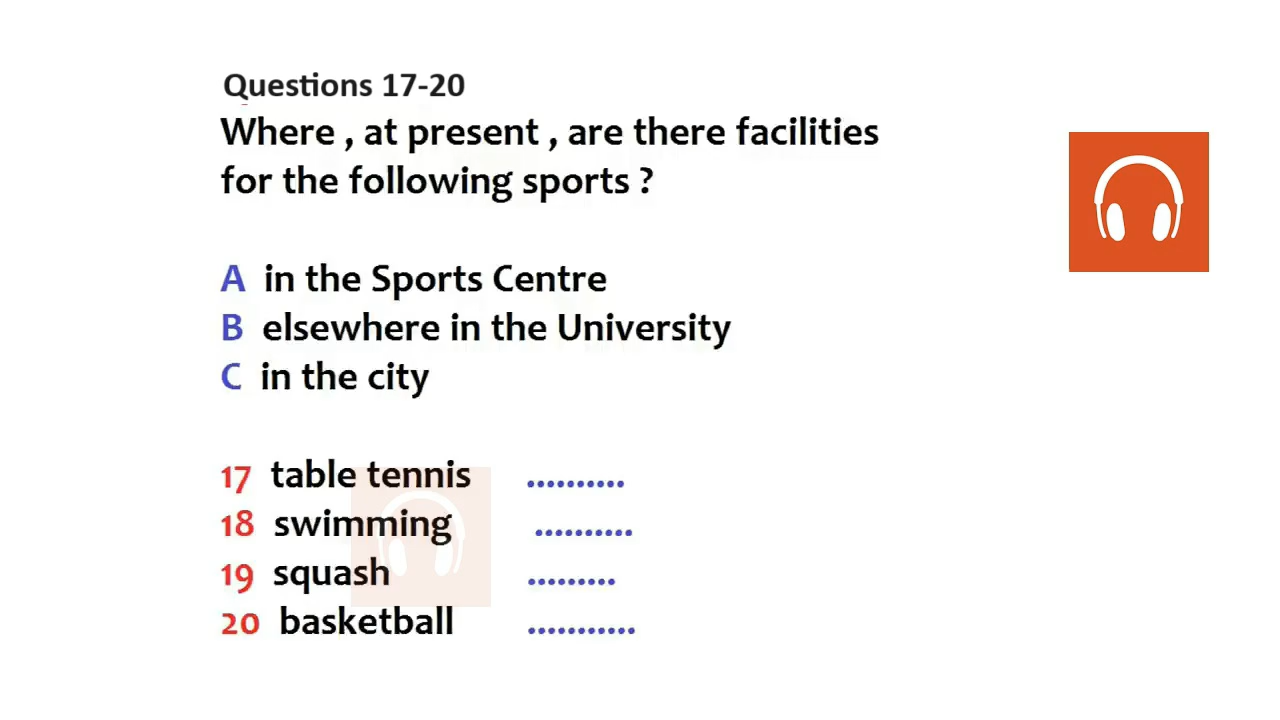 Questions 17-20
Where , at present , are there facilities
for the following sports ?
A in the Sports Centre
B elsewhere in the University
C in the city
17 table tennis ..........
18 swimming ..........
19 squash .........
20 basketball ...........